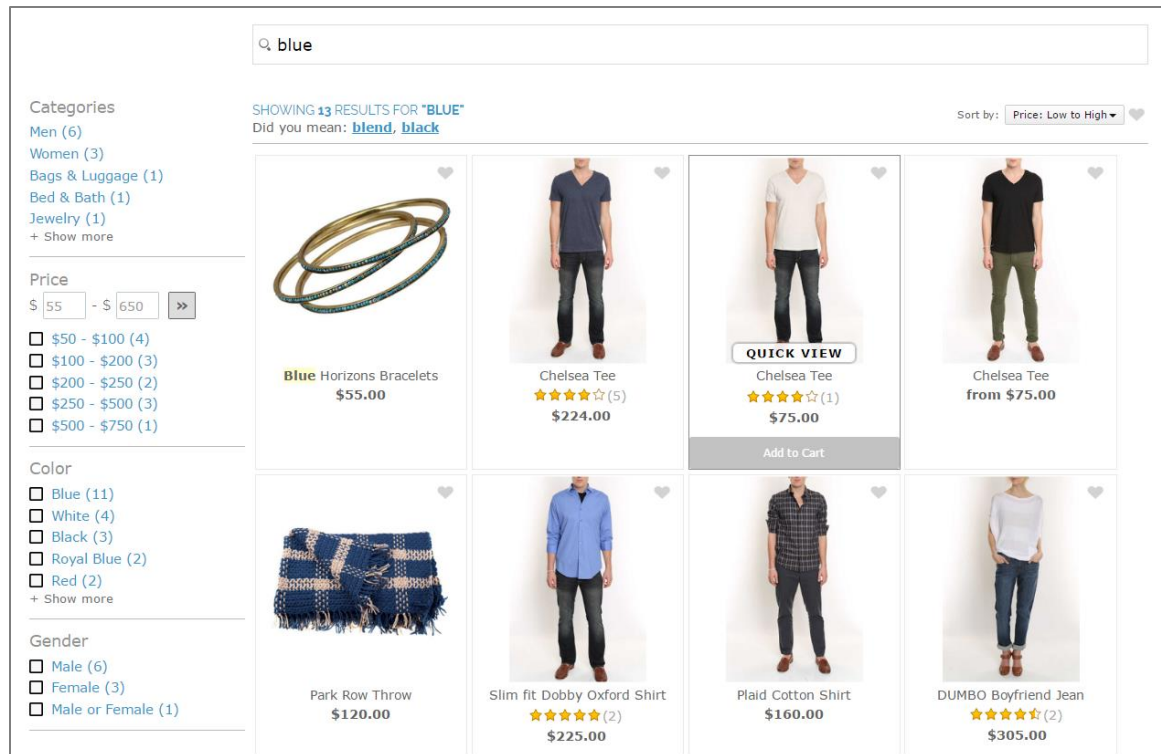 blue
Categories
Men (6)
Women (3)
Bags & Luggage (1)
Bed & Bath (1)
Jewelry (1)
+ Show more
Price
$ 55 - $ 650 »
$50 - $100 (4)
$100 - $200 (3)
$200 - $250 (2)
$250 - $500 (3)
$500 - $750 (1)
Color
Blue (11)
White (4)
Black (3)
Royal Blue (2)
Red (2)
+ Show more
Gender
Male (6)
Female (3)
Male or Female (1)
SHOWING 13 RESULTS FOR "BLUE"
Did you mean: blend, black
Sort by: Price: Low to High
Blue Horizons Bracelets
$55.00
Chelsea Tee
(5)
$224.00
QUICK VIEW
Chelsea Tee
(1)
$75.00
Add to Cart
Chelsea Tee
from $75.00
Park Row Throw
$120.00
Slim fit Dobby Oxford Shirt
(2)
$225.00
Plaid Cotton Shirt
$160.00
DUMBO Boyfriend Jean
(2)
$305.00